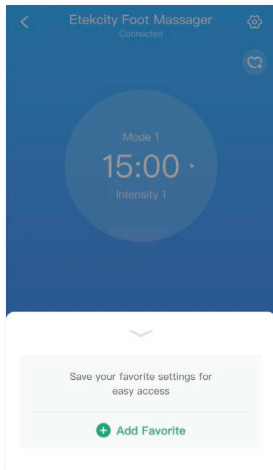 Etekcity Foot Massager
Connected
Mode 1
15:00
Intensity 1
Save your favorite settings for
easy access
Add Favorite